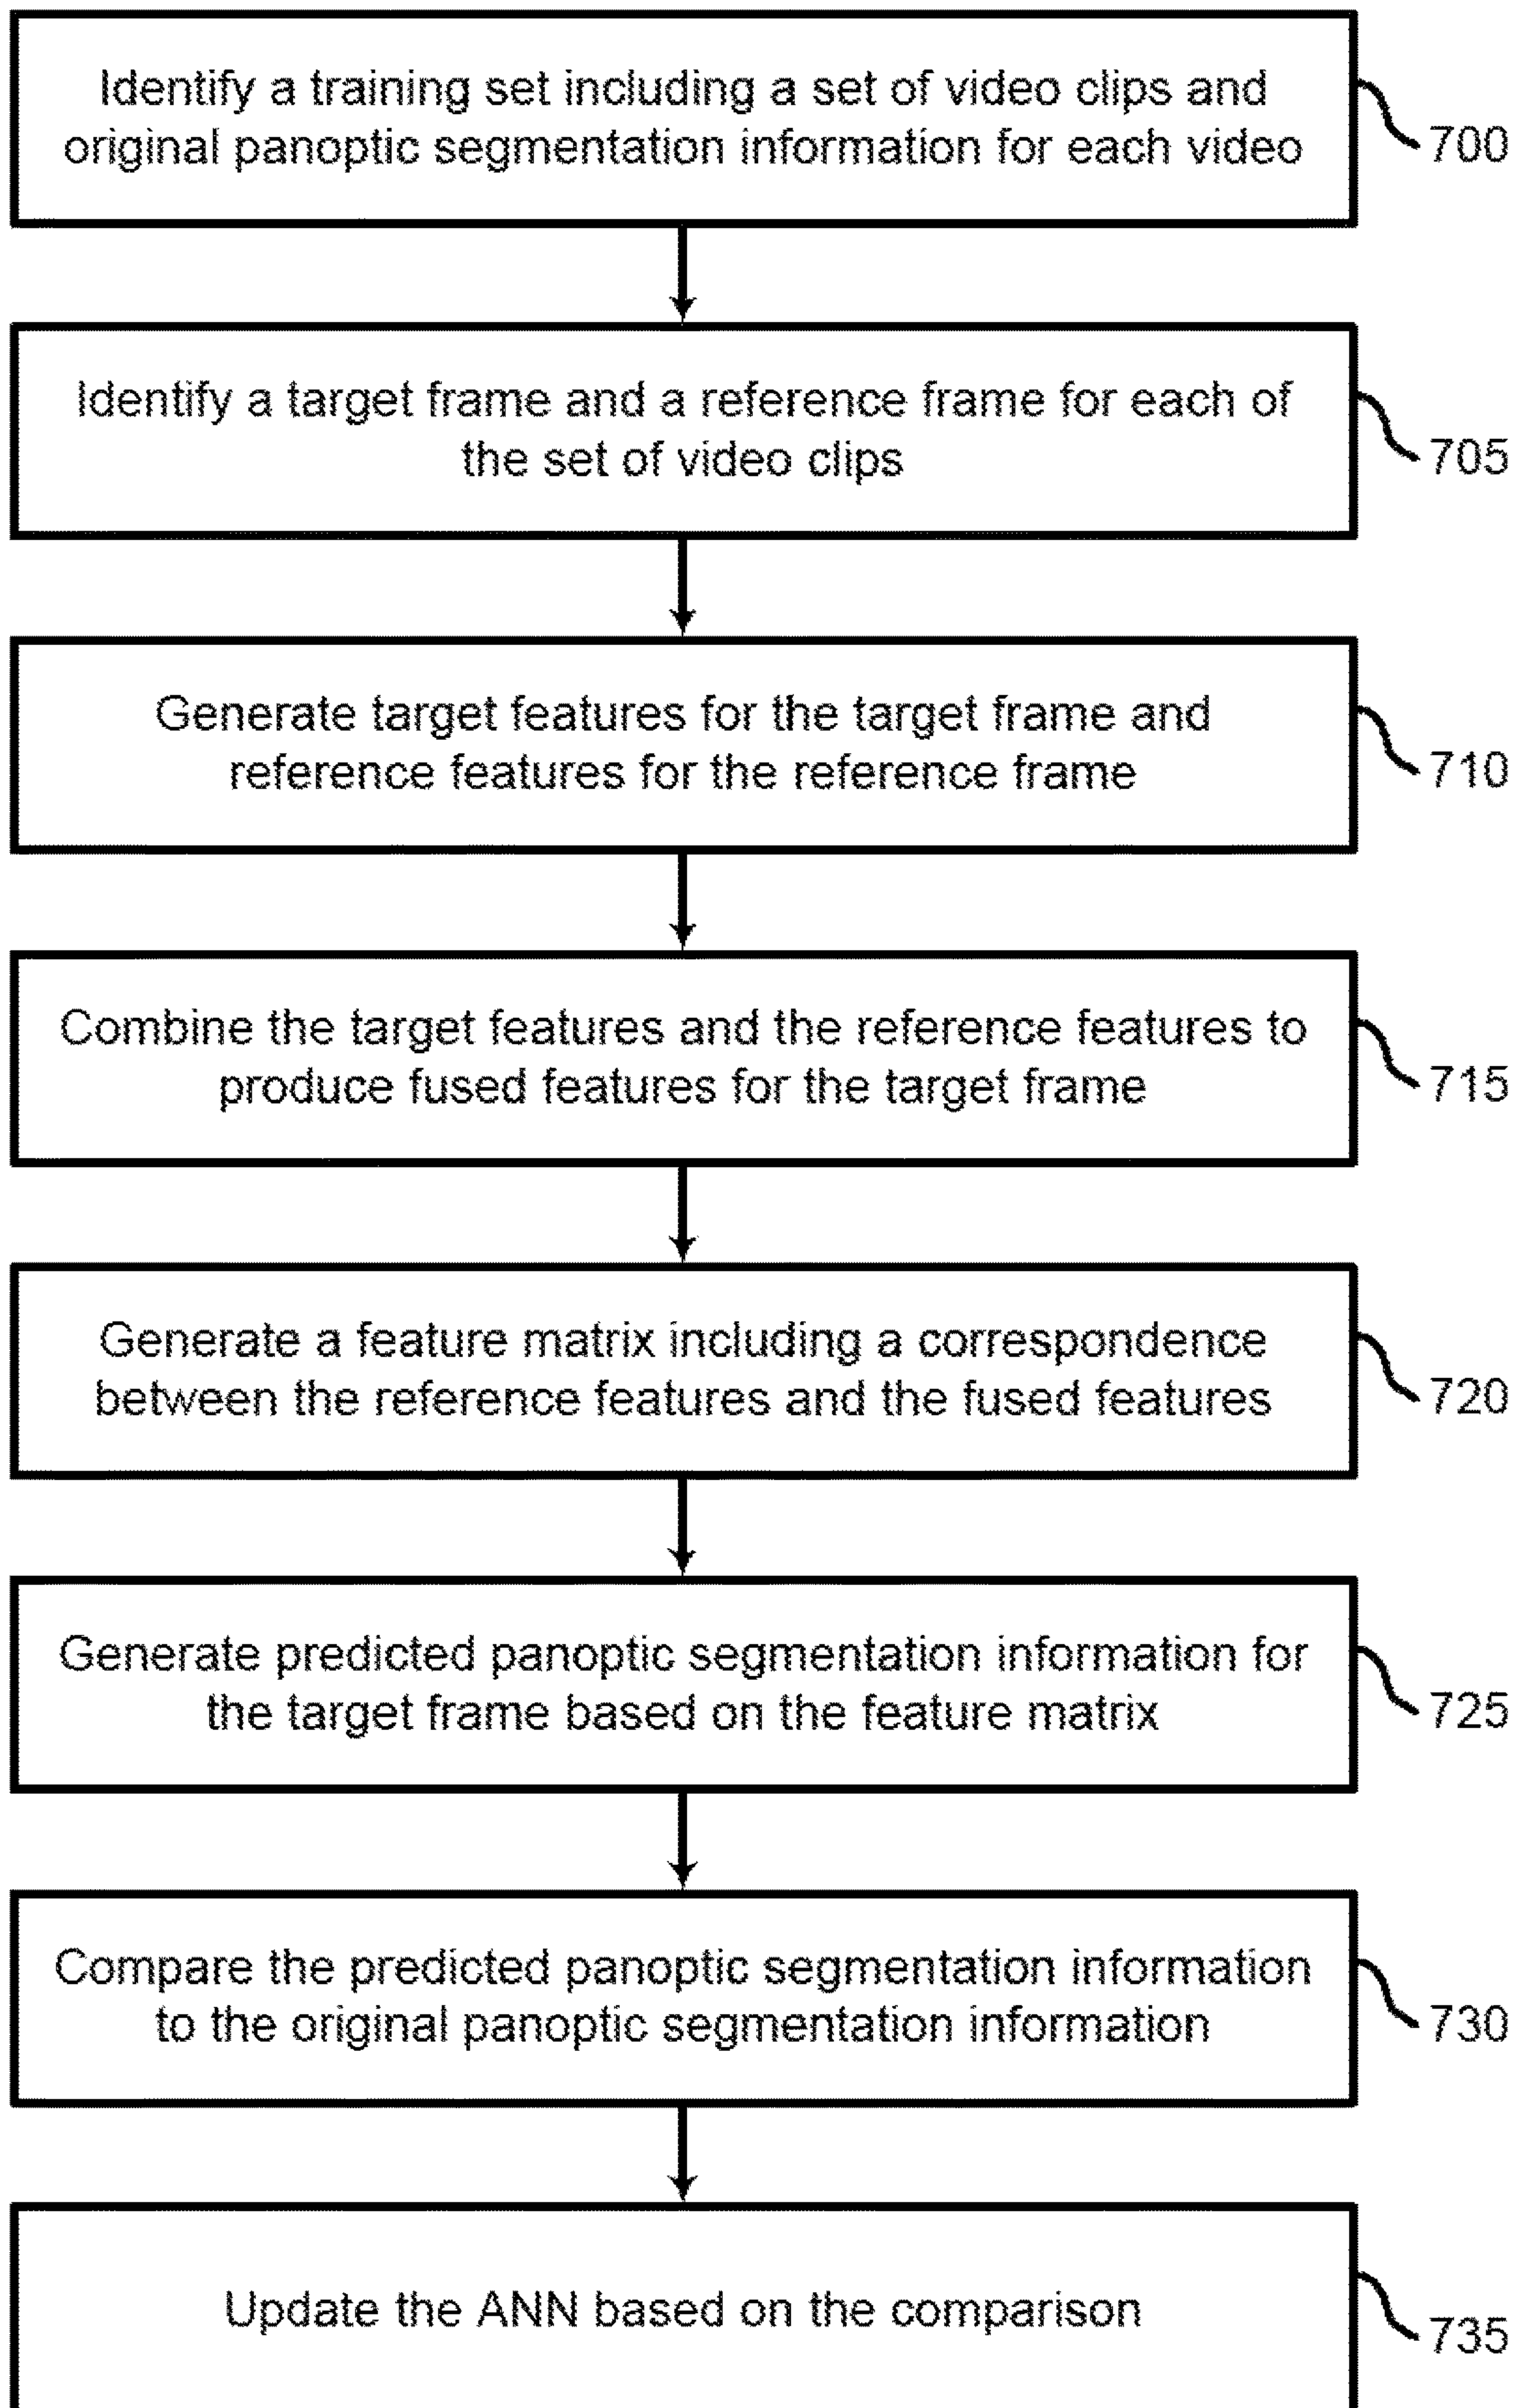 Identify a training set including a set of video clips and
original panoptic segmentation information for each video
700
Identify a target frame and a reference frame for each of
the set of video clips
705
Generate target features for the target frame and
reference features for the reference frame
710
Combine the target features and the reference features to
produce fused features for the target frame
715
Generate a feature matrix including a correspondence
between the reference features and the fused features
720
Generate predicted panoptic segmentation information for
the target frame based on the feature matrix
725
Compare the predicted panoptic segmentation information
to the original panoptic segmentation information
730
Update the ANN based on the comparison
735